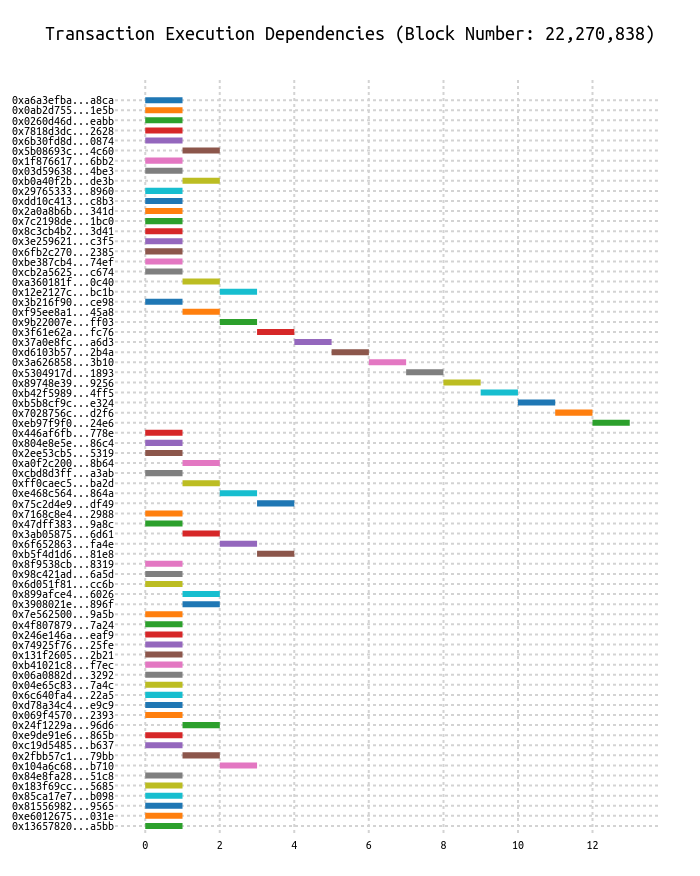 Transaction Execution Dependencies (Block Number: 22,270,838)
0xa6a3efba...a8ca
0x0ab2d755...1e5b
0x0260d46d...eabb
0x7818d3dc...2628
0x6b30fd8d...0874
0x5b08693c...4c60
0x1f876617...6bb2
0x03d59638...4be3
0xb0a40f2b...de3b
0x29765333...8960
0xdd10c413...c8b3
0x2a0a8b6b...341d
0x7c2198de...1bc0
0x8c3cb4b2...3d41
0x3e259621...c3f5
0x6fb2c270...2385
0xbe387cb4...74ef
0xcb2a5625...c674
0xa360181f...0c40
0x12e2127c...bc1b
0x3b216f90...ce98
0xf95ee8a1...45a8
0x9b22007e...ff03
0x3f61e62a...fc76
0x37a0e8fc...a6d3
0xd6103b57...2b4a
0x3a626858...3b10
0x5304917d...1893
0x89748e39...9256
0xb42f5989...4ff5
0xb5b8cf9c...e324
0x7028756c...d2f6
0xeb97f9f0...24e6
0x446af6fb...778e
0x804e8e5e...86c4
0x2ee53cb5...5319
0xa0f2c200...8b64
0xcbd8d3ff...a3ab
0xff0caec5...ba2d
0xe468c564...864a
0x75c2d4e9...df49
0x7168c8e4...2988
0x47dff383...9a8c
0x3ab05875...6d61
0x6f652863...fa4e
0xb5f4d1d6...81e8
0x8f9538cb...8319
0x98c421ad...6a5d
0x6d051f81...cc6b
0x899afce4...6026
0x3908021e...896f
0x7e562500...9a5b
0x4f807879...7a24
0x246e146a...eaf9
0x74925f76...25fe
0x131f2605...2b21
0xb41021c8...f7ec
0x06a0882d...3292
0x04e65c83...7a4c
0x6c640fa4...22a5
0xd78a34c4...e9c9
0x069f4570...2393
0x24f1229a...96d6
0xe9de91e6...865b
0xc19d5485...b637
0x2fbb57c1...79bb
0x104a6c68...b710
0x84e8fa28...51c8
0x183f69cc...5685
0x85ca17e7...b098
0x81556982...9565
0xe6012675...031e
0x13657820...a5bb
0 2 4 6 8 10 12